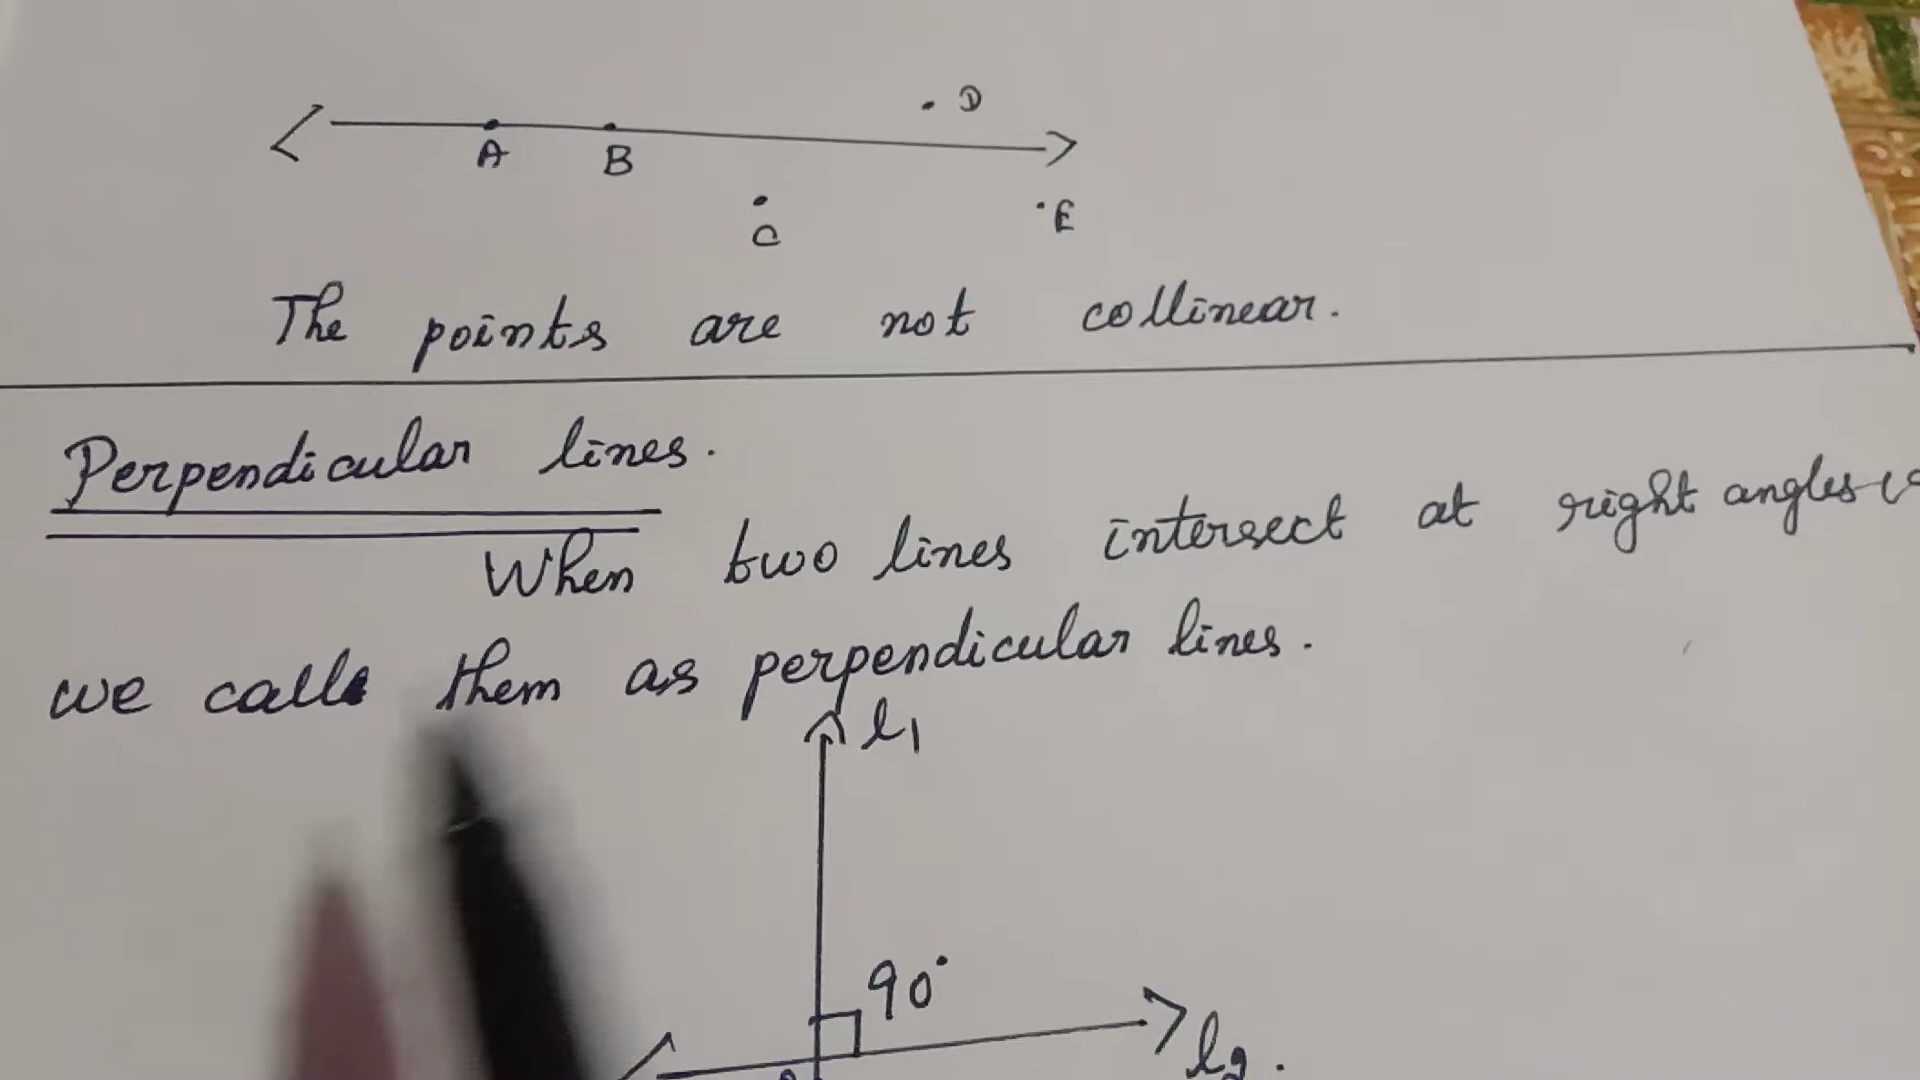 D
A B
C E
The points are not collinear.
Perpendicular lines.
When two lines intersect at right angles
we call them as perpendicular lines.
l1
90°
l2.